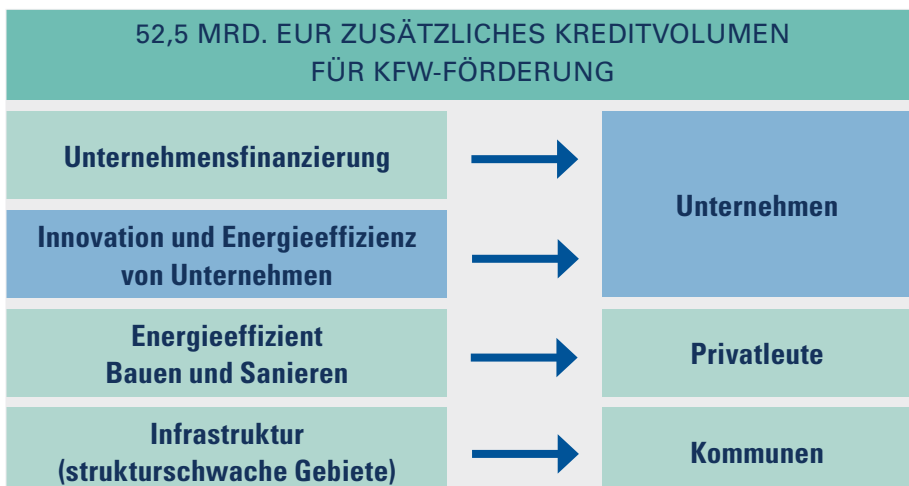 52,5 MRD. EUR ZUSÄTZLICHES KREDITVOLUMEN
FÜR KFW-FÖRDERUNG
Unternehmensfinanzierung
Unternehmen
Innovation und Energieeffizienz
von Unternehmen
Energieeffizient
Bauen und Sanieren
Privatleute
Infrastruktur
(strukturschwache Gebiete)
Kommunen